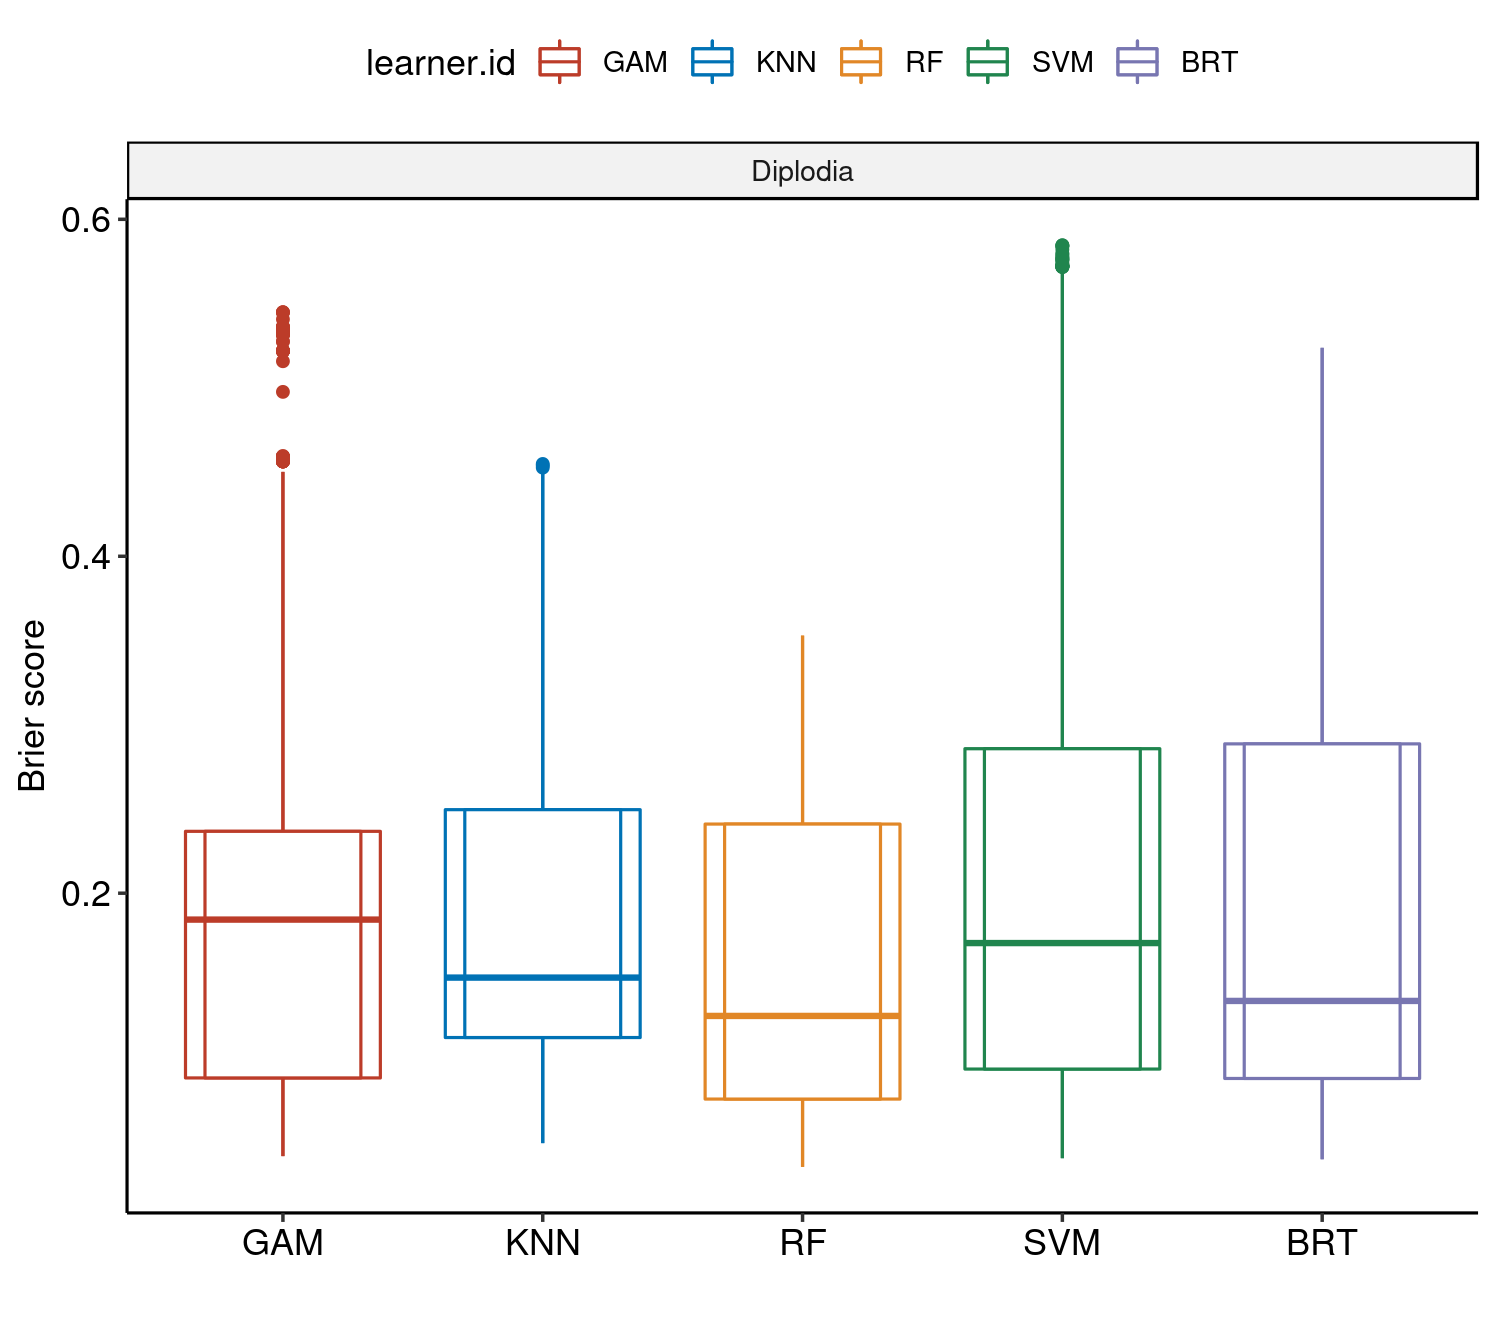 learner.id GAM KNN RF SVM BRT
Diplodia
0.6
0.4
0.2
Brier score
GAM KNN RF SVM BRT